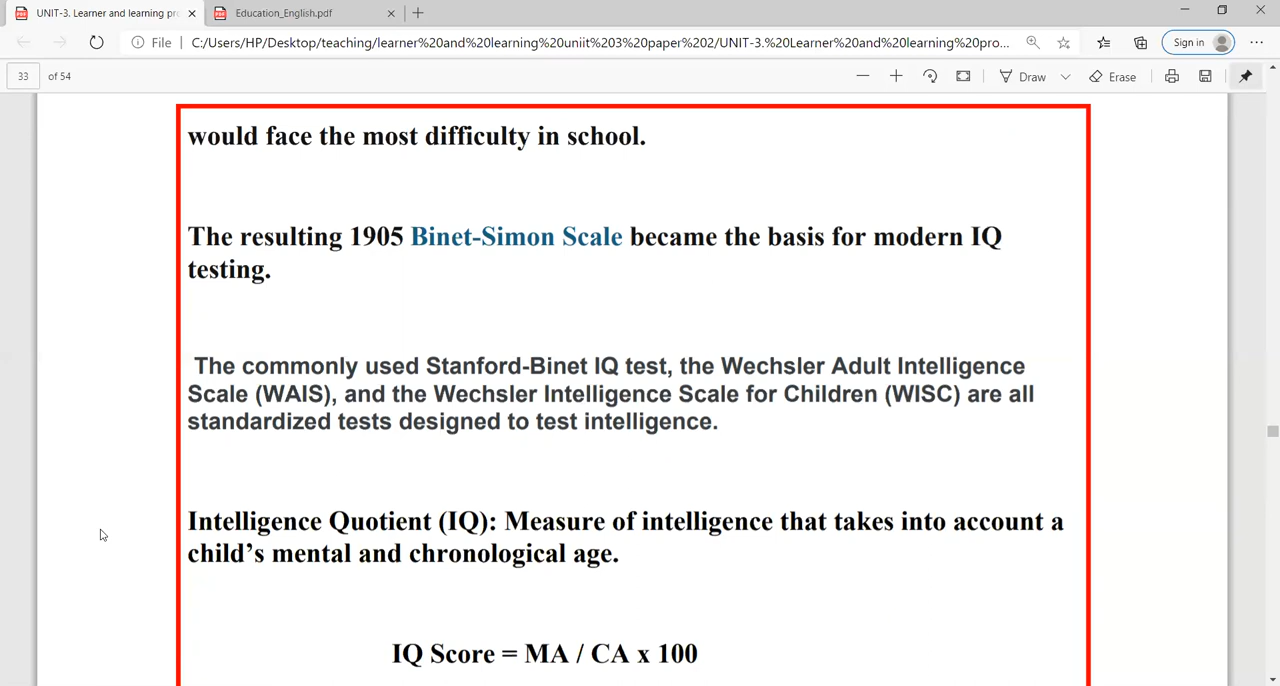 UNIT-3. Learner and learning pr
Education_English.pdf
File
C:/Users/HP/Desktop/teaching/learner%20and%20learning%20uniit%203%20paper%202/UNIT-3.%20Learner%20and%20learning%20pro...
Sign in
33 of 54
Draw
Erase
would face the most difficulty in school.
The resulting 1905 Binet-Simon Scale became the basis for modern IQ
testing.
The commonly used Stanford-Binet IQ test, the Wechsler Adult Intelligence
Scale (WAIS), and the Wechsler Intelligence Scale for Children (WISC) are all
standardized tests designed to test intelligence.
Intelligence Quotient (IQ): Measure of intelligence that takes into account a
child’s mental and chronological age.
IQ Score = MA / CA x 100